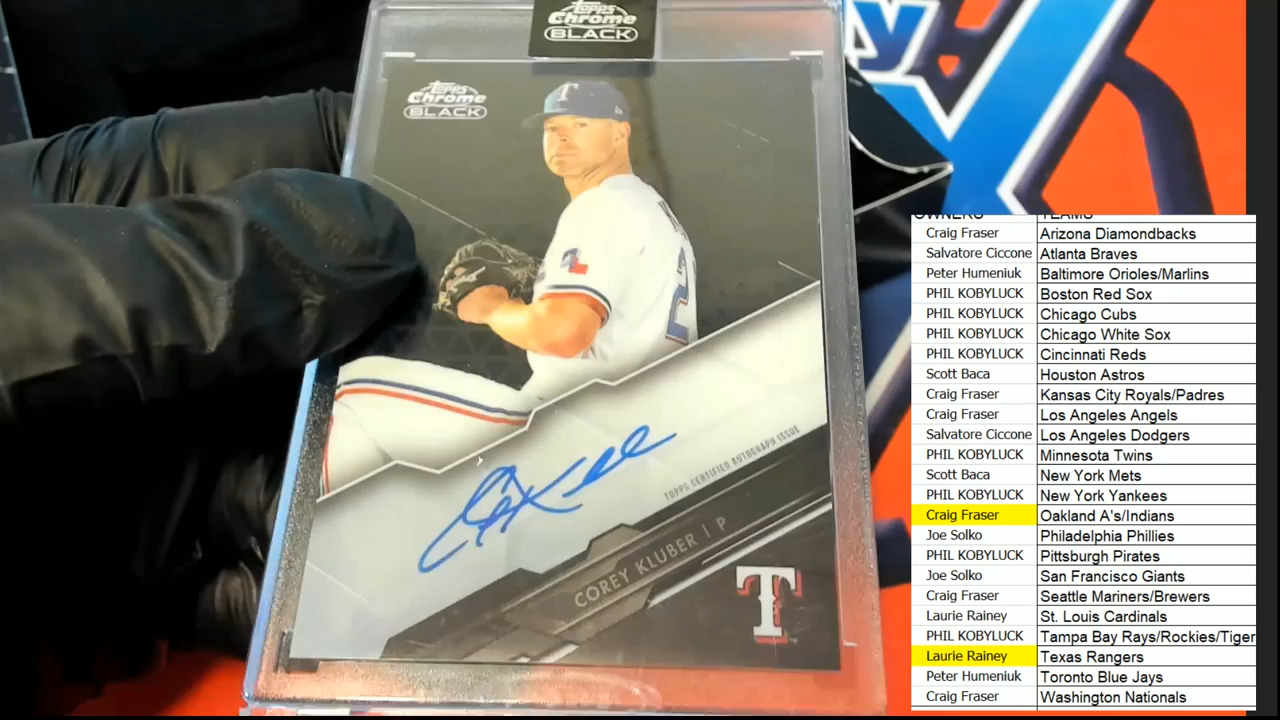 Topps
Chrome
BLACK
Topps
Chrome
BLACK
T
TOPPS CERTIFIED AUTOGRAPH ISSUE
COREY KLUBER | P
T
y
OWNERS TEAMS
Craig Fraser Arizona Diamondbacks
Salvatore Ciccone Atlanta Braves
Peter Humeniuk Baltimore Orioles/Marlins
PHIL KOBYLUCK Boston Red Sox
PHIL KOBYLUCK Chicago Cubs
PHIL KOBYLUCK Chicago White Sox
PHIL KOBYLUCK Cincinnati Reds
Scott Baca Houston Astros
Craig Fraser Kansas City Royals/Padres
Craig Fraser Los Angeles Angels
Salvatore Ciccone Los Angeles Dodgers
PHIL KOBYLUCK Minnesota Twins
Scott Baca New York Mets
PHIL KOBYLUCK New York Yankees
Craig Fraser Oakland A's/Indians
Joe Solko Philadelphia Phillies
PHIL KOBYLUCK Pittsburgh Pirates
Joe Solko San Francisco Giants
Craig Fraser Seattle Mariners/Brewers
Laurie Rainey St. Louis Cardinals
PHIL KOBYLUCK Tampa Bay Rays/Rockies/Tiger
Laurie Rainey Texas Rangers
Peter Humeniuk Toronto Blue Jays
Craig Fraser Washington Nationals